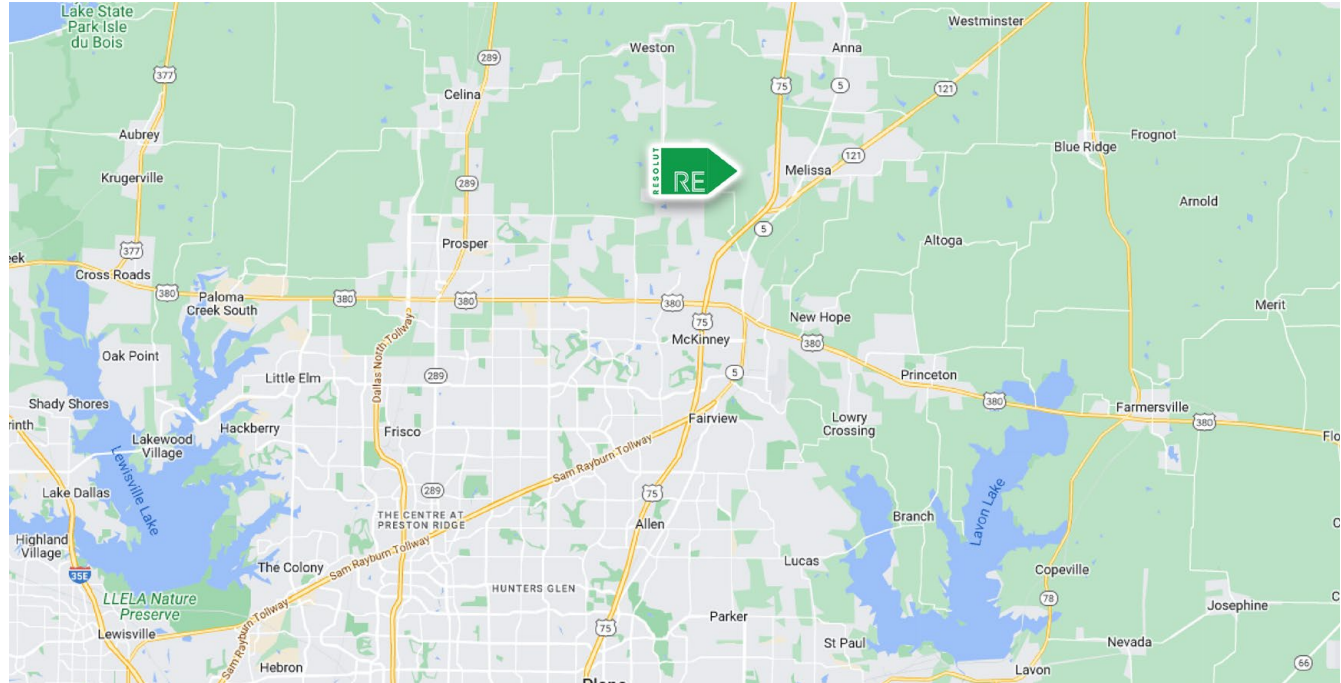 Lake State
Park Isle
du Bois
Westminster
Weston
Anna
289
377
75
5
121
Celina
Aubrey
Frognot
Blue Ridge
RESOLUT
RE
121
Melissa
Krugerville
289
Arnold
5
377
Prosper
Altoga
eek
Cross Roads
380
Paloma
Creek South
380
380
380
Merit
New Hope
75
McKinney
380
Dallas North Tollway
Oak Point
Little Elm
289
5
Princeton
Shady Shores
380
Farmersville
rinth
Hackberry
Frisco
Fairview
Lowry
Crossing
380
Flo
Lakewood
Village
Sam Rayburn Tollway
Lewisville Lake
Lake Dallas
289
75
THE CENTRE AT
PRESTON RIDGE
Allen
Branch
Lavon Lake
Highland
Village
C
35E
The Colony
Sam Rayburn Tollway
Lucas
Copeville
HUNTERS GLEN
LLELA Nature
Preserve
78
C
Josephine
Parker
Lewisville
75
St Paul
Nevada
Sam Rayburn Tollway
Hebron
Lavon
66
Plano